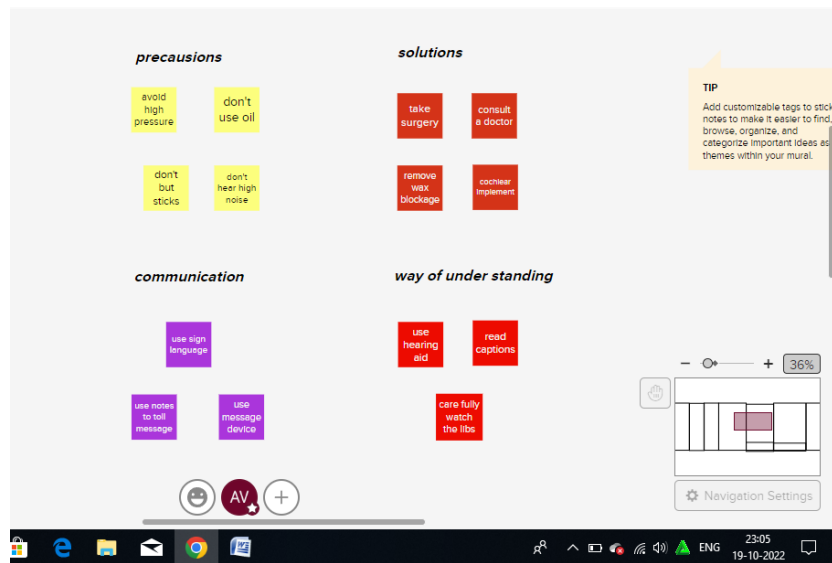 precausions
avoid
high
pressure
don't
use oil
don't
but
sticks
don't
hear high
noise
solutions
take
surgery
consult
a doctor
remove
wax
blockage
cochlear
implement
TIP
Add customizable tags to stick
notes to make it easier to find,
browse, organize, and
categorize important ideas as
themes within your mural.
communication
use sign
language
use notes
to toll
message
use
message
device
way of under standing
use
hearing
aid
read
captions
care fully
watch
the libs
36%
AV
Navigation Settings
ENG
23:05
19-10-2022